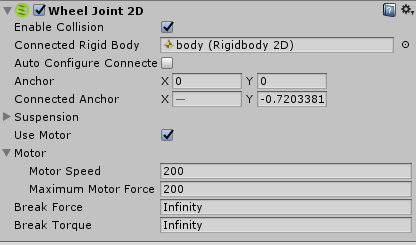 Wheel Joint 2D
Enable Collision
Connected Rigid Body body (Rigidbody 2D)
Auto Configure Connecte
Anchor X 0 Y 0
Connected Anchor X — Y -0.7203381
Suspension
Use Motor
Motor
Motor Speed 200
Maximum Motor Force 200
Break Force Infinity
Break Torque Infinity